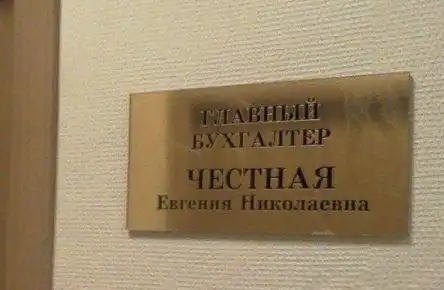 ГЛАВНЫЙ
БУХГАЛТЕР
ЧЕСТНАЯ
Евгения Николаевна